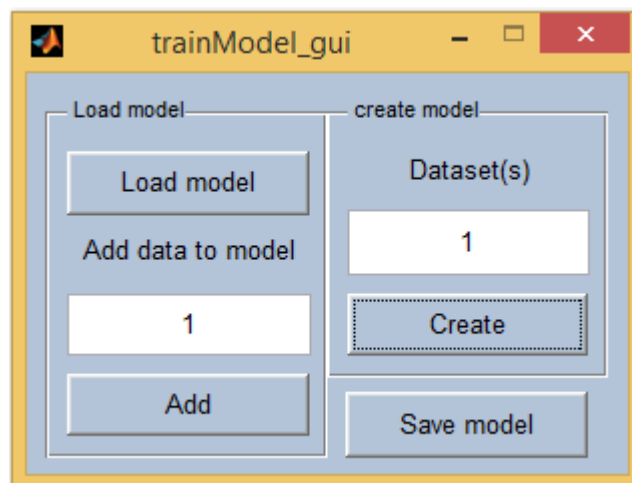 trainModel_gui
Load model
Load model
Add data to model
1
Add
create model
Dataset(s)
1
Create
Save model